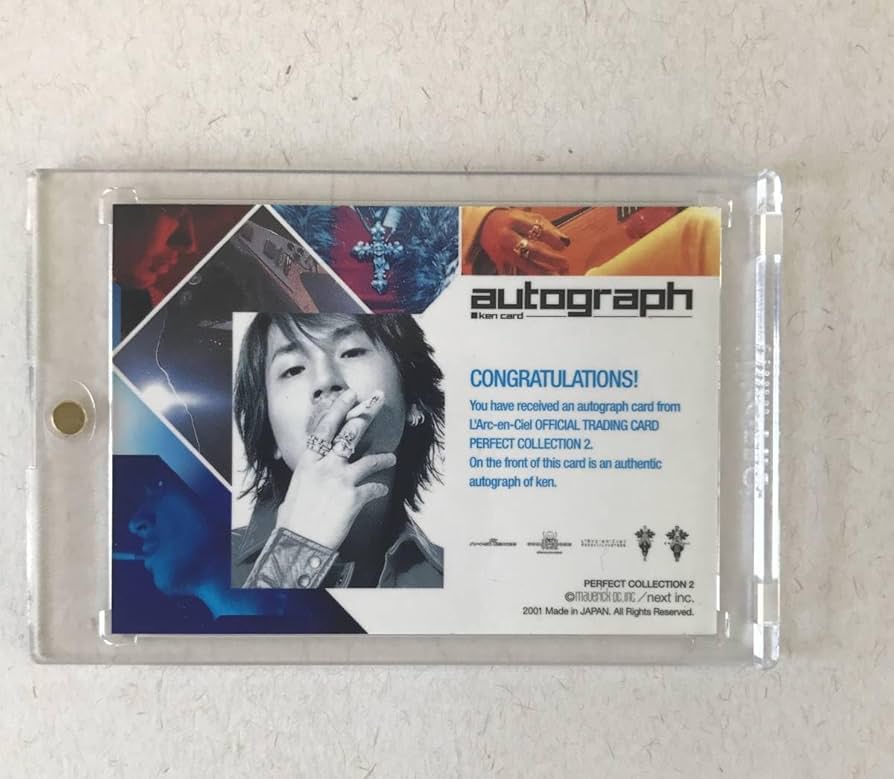 autograph
ken card
CONGRATULATIONS!
You have received an autograph card from
L'Arc-en-Ciel OFFICIAL TRADING CARD
PERFECT COLLECTION 2.
On the front of this card is an authentic
autograph of ken.
PERFECT COLLECTION 2
©maverick dc.inc/next inc.
2001 Made in JAPAN. All Rights Reserved.